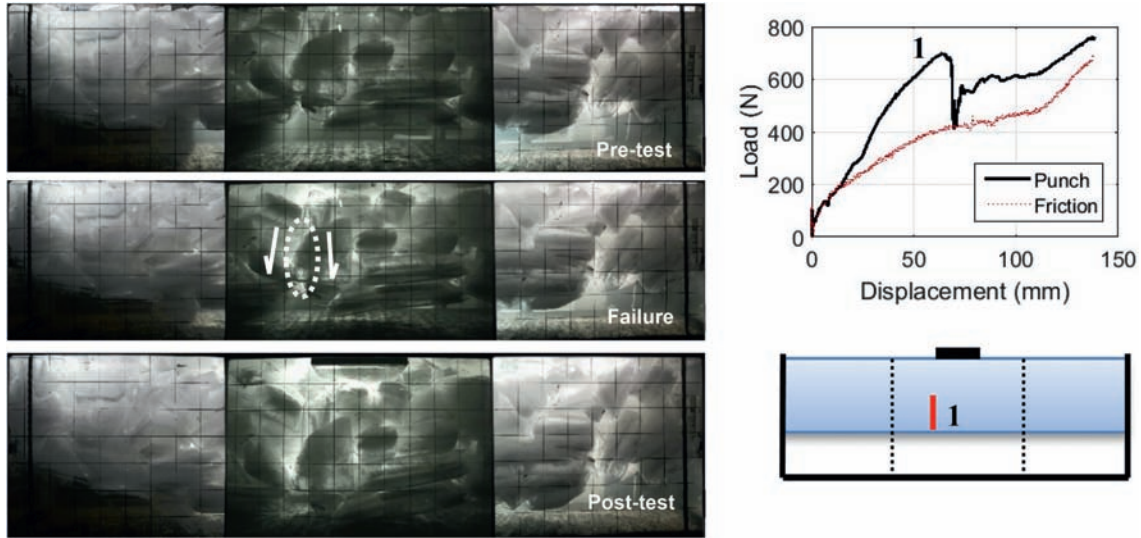 Pre-test
Failure
Post-test
800
600
400
200
0
Load (N)
1
Punch
Friction
0
50
100
150
Displacement (mm)
1